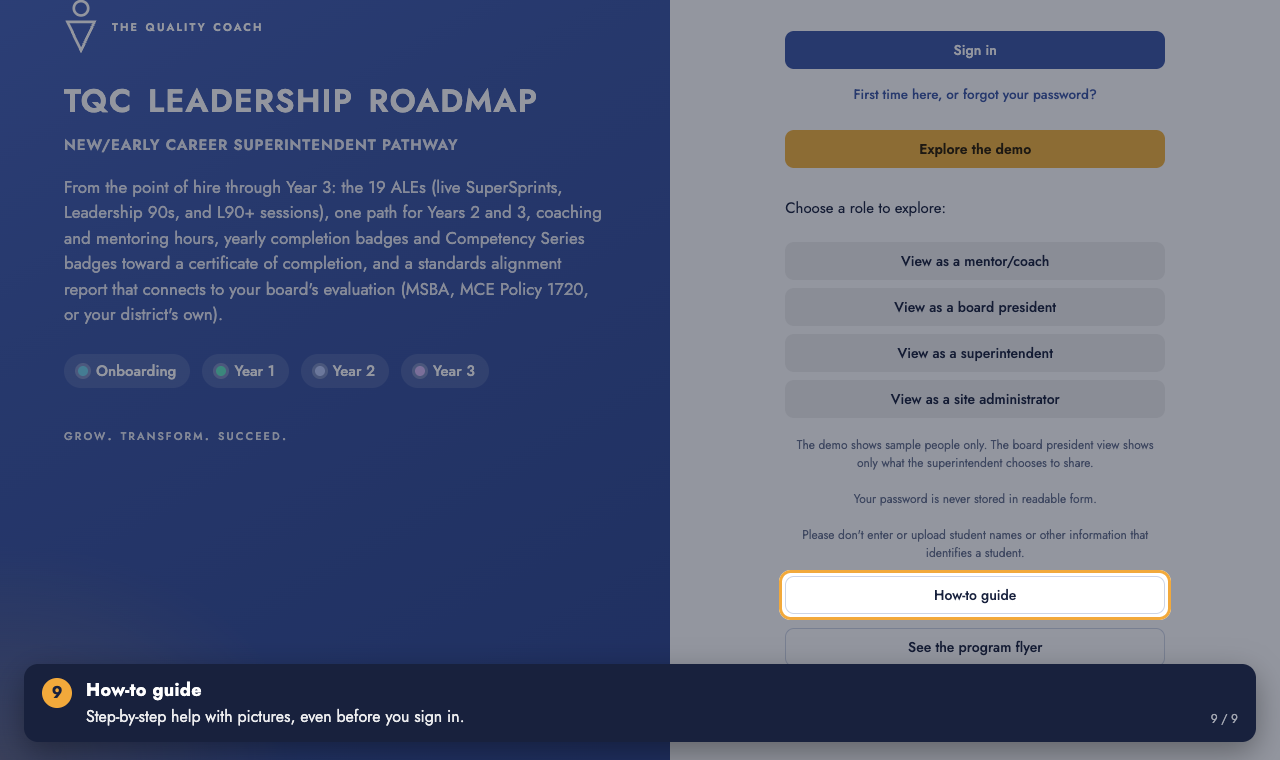 THE QUALITY COACH
TQC LEADERSHIP ROADMAP
NEW/EARLY CAREER SUPERINTENDENT PATHWAY
From the point of hire through Year 3: the 19 ALEs (live SuperSprints,
Leadership 90s, and L90+ sessions), one path for Years 2 and 3, coaching
and mentoring hours, yearly completion badges and Competency Series
badges toward a certificate of completion, and a standards alignment
report that connects to your board's evaluation (MSBA, MCE Policy 1720,
or your district's own).
Onboarding
Year 1
Year 2
Year 3
GROW. TRANSFORM. SUCCEED.
Sign in
First time here, or forgot your password?
Explore the demo
Choose a role to explore:
View as a mentor/coach
View as a board president
View as a superintendent
View as a site administrator
The demo shows sample people only. The board president view shows
only what the superintendent chooses to share.
Your password is never stored in readable form.
Please don't enter or upload student names or other information that
identifies a student.
How-to guide
See the program flyer
9
How-to guide
Step-by-step help with pictures, even before you sign in.
9 / 9